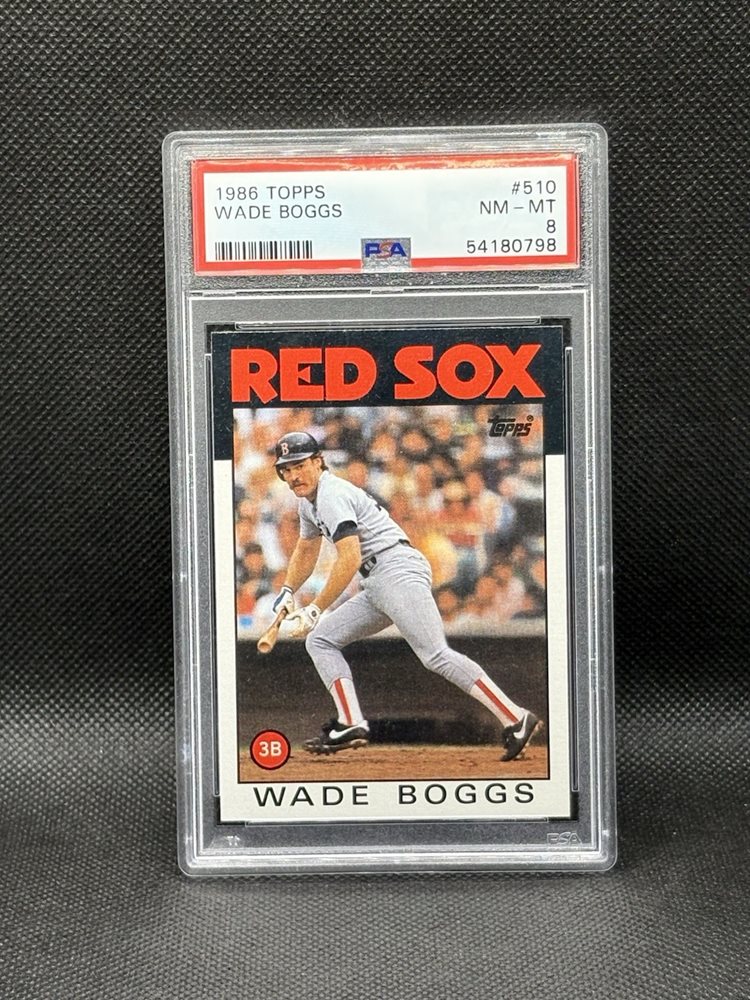 1986 TOPPS #510
WADE BOGGS NM - MT
8
PSA 54180798
RED SOX
Topps®
B
3B
WADE BOGGS
PSA